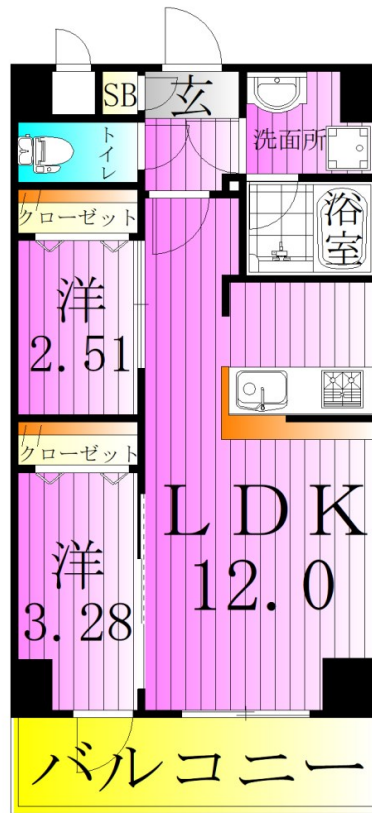 SB
玄
洗面所
トイレ
クローゼット
浴室
洋
2.51
クローゼット
LDK
12.0
洋
3.28
バルコニー